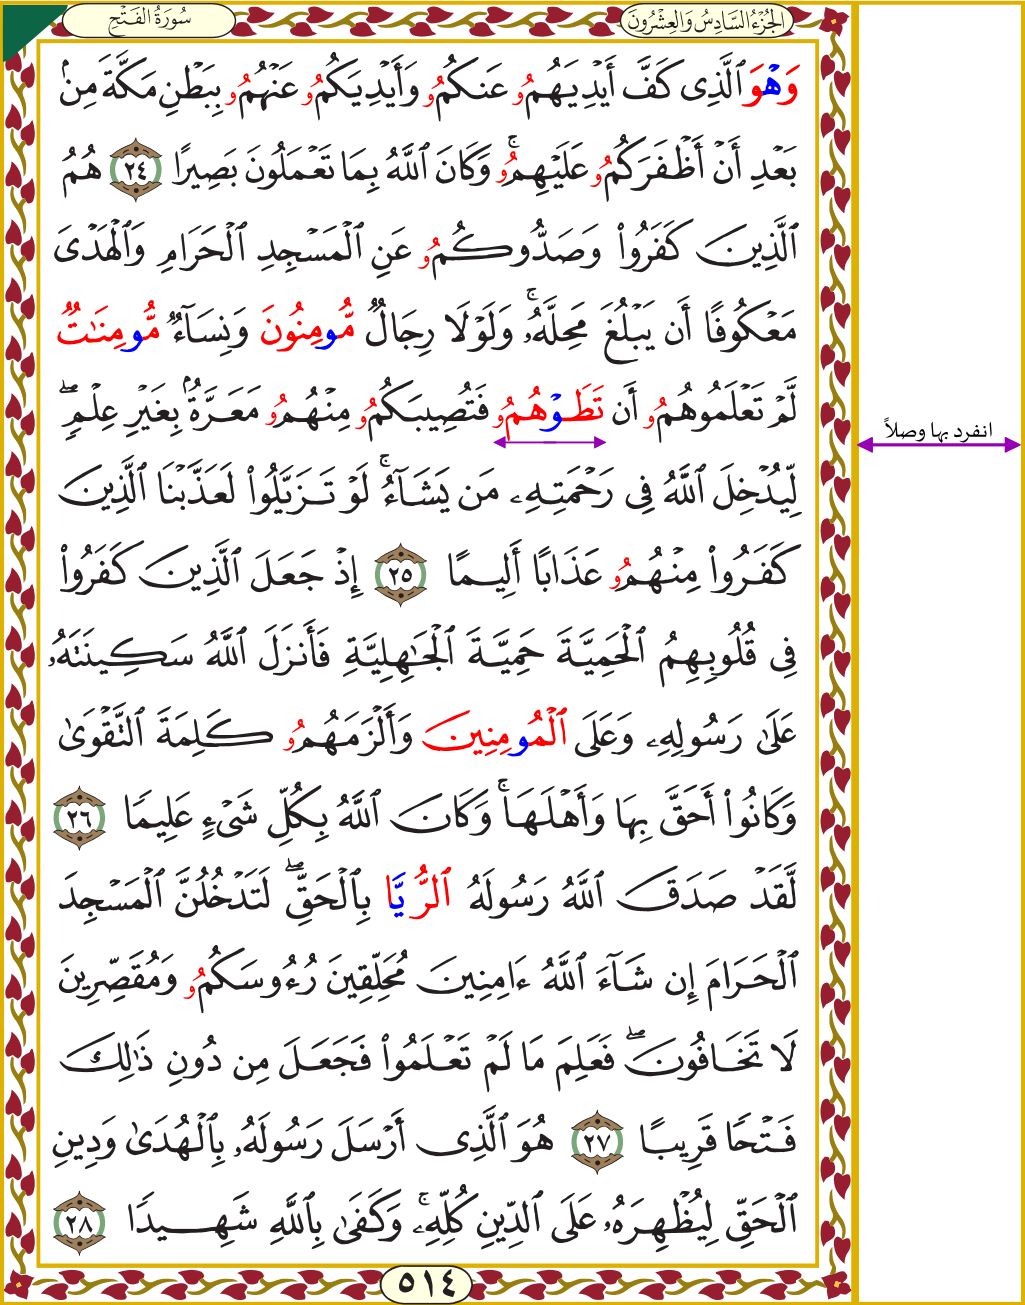 سُورَةُ الفَتْحِ
الجُزْءُ السَّادِسُ وَالعِشْرُونَ
وَهْوَ ٱلَّذِى كَفَّ أَيْدِيَهُمُۥ عَنكُمُۥ وَأَيْدِيَكُمُۥ عَنْهُمُۥ بِبَطْنِ مَكَّةَ مِنۢ
بَعْدِ أَنْ أَظْفَرَكُمُۥ عَلَيْهِمُۥۚ وَكَانَ ٱللَّهُ بِمَا تَعْمَلُونَ بَصِيرًا ٢٤ هُمُ
ٱلَّذِينَ كَفَرُوا۟ وَصَدُّوكُمُۥ عَنِ ٱلْمَسْجِدِ ٱلْحَرَامِ وَٱلْهَدْىَ
مَعْكُوفًا أَن يَبْلُغَ مَحِلَّهُۥۚ وَلَوْلَا رِجَالٌ مُّومِنُونَ وَنِسَآءٌ مُّومِنَٰتٌ
لَّمْ تَعْلَمُوهُمُۥ أَن تَطَوْهُمُۥ فَتُصِيبَكُمُۥ مِنْهُمُۥ مَعَرَّةٌۢ بِغَيْرِ عِلْمٍۖ
انفرد بها وصلاً
لِّيُدْخِلَ ٱللَّهُ فِى رَحْمَتِهِۦ مَن يَشَآءُۚ لَوْ تَزَيَّلُوا۟ لَعَذَّبْنَا ٱلَّذِينَ
كَفَرُوا۟ مِنْهُمُۥ عَذَابًا أَلِيمًا ٢٥ إِذْ جَعَلَ ٱلَّذِينَ كَفَرُوا۟
فِى قُلُوبِهِمُ ٱلْحَمِيَّةَ حَمِيَّةَ ٱلْجَٰهِلِيَّةِ فَأَنزَلَ ٱللَّهُ سَكِينَتَهُۥ
عَلَىٰ رَسُولِهِۦ وَعَلَى ٱلْمُومِنِينَ وَأَلْزَمَهُمُۥ كَلِمَةَ ٱلتَّقْوَىٰ
وَكَانُوٓا۟ أَحَقَّ بِهَا وَأَهْلَهَاۚ وَكَانَ ٱللَّهُ بِكُلِّ شَىْءٍ عَلِيمًا ٢٦
لَّقَدْ صَدَقَ ٱللَّهُ رَسُولَهُ ٱلرُّيَّا بِٱلْحَقِّۖ لَتَدْخُلُنَّ ٱلْمَسْجِدَ
ٱلْحَرَامَ إِن شَآءَ ٱللَّهُ ءَامِنِينَ مُحَلِّقِينَ رُءُوسَكُمُۥ وَمُقَصِّرِينَ
لَا تَخَافُونَۖ فَعَلِمَ مَا لَمْ تَعْلَمُوا۟ فَجَعَلَ مِن دُونِ ذَٰلِكَ
فَتْحًا قَرِيبًا ٢٧ هُوَ ٱلَّذِىٓ أَرْسَلَ رَسُولَهُۥ بِٱلْهُدَىٰ وَدِينِ
ٱلْحَقِّ لِيُظْهِرَهُۥ عَلَى ٱلدِّينِ كُلِّهِۦۚ وَكَفَىٰ بِٱللَّهِ شَهِيدًا ٢٨
٥١٤